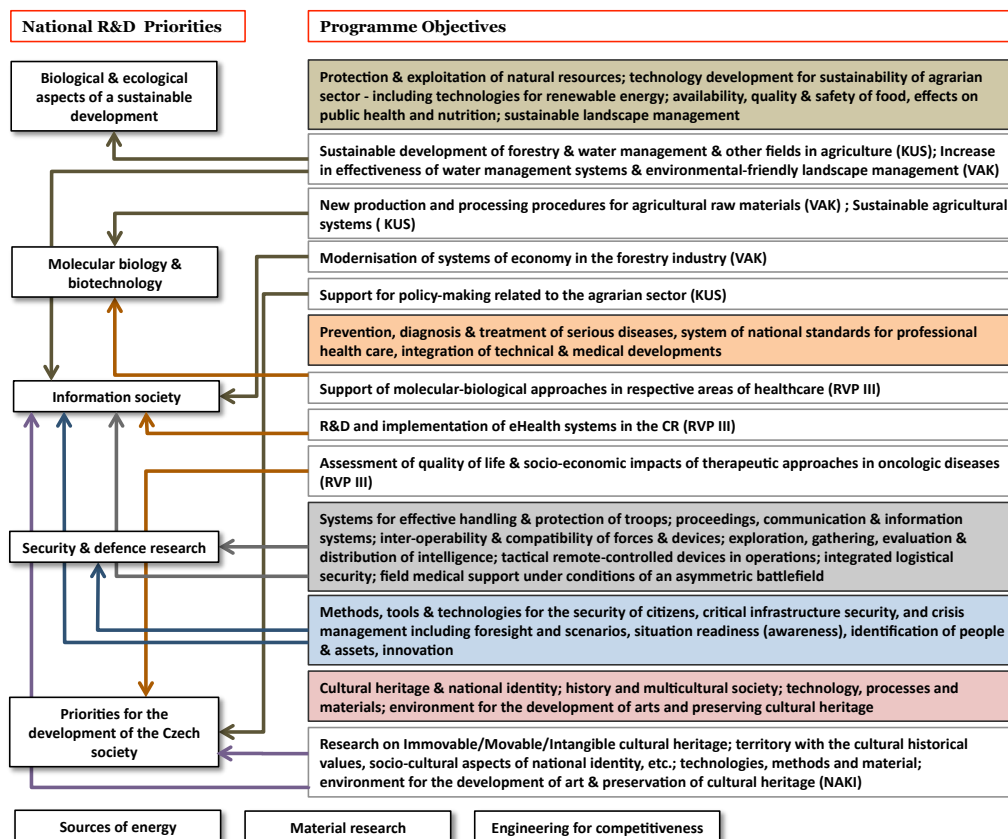 National R&D Priorities
Programme Objectives
Biological & ecological
aspects of a sustainable
development
Protection & exploitation of natural resources; technology development for sustainability of agrarian
sector - including technologies for renewable energy; availability, quality & safety of food, effects on
public health and nutrition; sustainable landscape management
Sustainable development of forestry & water management & other fields in agriculture (KUS); Increase
in effectiveness of water management systems & environmental-friendly landscape management (VAK)
New production and processing procedures for agricultural raw materials (VAK) ; Sustainable agricultural
systems ( KUS)
Molecular biology &
biotechnology
Modernisation of systems of economy in the forestry industry (VAK)
Support for policy-making related to the agrarian sector (KUS)
Prevention, diagnosis & treatment of serious diseases, system of national standards for professional
health care, integration of technical & medical developments
Information society
Support of molecular-biological approaches in respective areas of healthcare (RVP III)
R&D and implementation of eHealth systems in the CR (RVP III)
Assessment of quality of life & socio-economic impacts of therapeutic approaches in oncologic diseases
(RVP III)
Security & defence research
Systems for effective handling & protection of troops; proceedings, communication & information
systems; inter-operability & compatibility of forces & devices; exploration, gathering, evaluation &
distribution of intelligence; tactical remote-controlled devices in operations; integrated logistical
security; field medical support under conditions of an asymmetric battlefield
Methods, tools & technologies for the security of citizens, critical infrastructure security, and crisis
management including foresight and scenarios, situation readiness (awareness), identification of people
& assets, innovation
Cultural heritage & national identity; history and multicultural society; technology, processes and
materials; environment for the development of arts and preserving cultural heritage
Priorities for the
development of the Czech
society
Research on Immovable/Movable/Intangible cultural heritage; territory with the cultural historical
values, socio-cultural aspects of national identity, etc.; technologies, methods and material;
environment for the development of art & preservation of cultural heritage (NAKI)
Sources of energy
Material research
Engineering for competitiveness